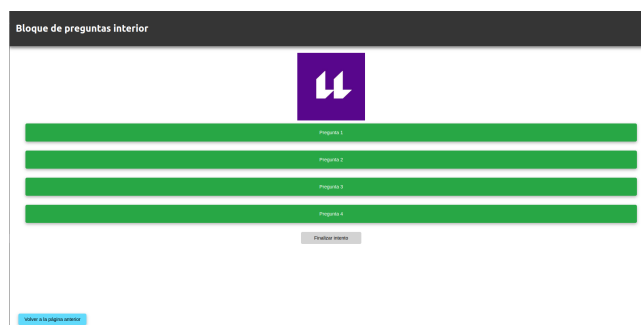 Bloque de preguntas interior
Pregunta 1
Pregunta 2
Pregunta 3
Pregunta 4
Finalizar intento
Volver a la página anterior